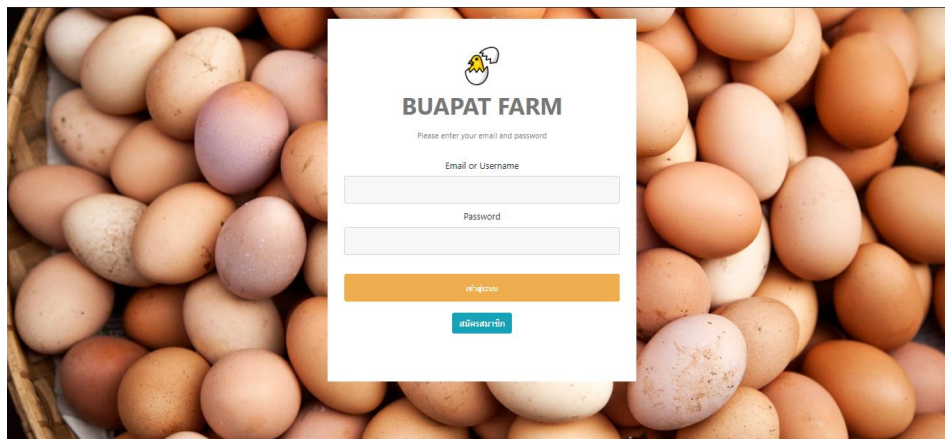 BUAPAT FARM
Please enter your email and password
Email or Username
Password
เข้าสู่ระบบ
สมัครสมาชิก